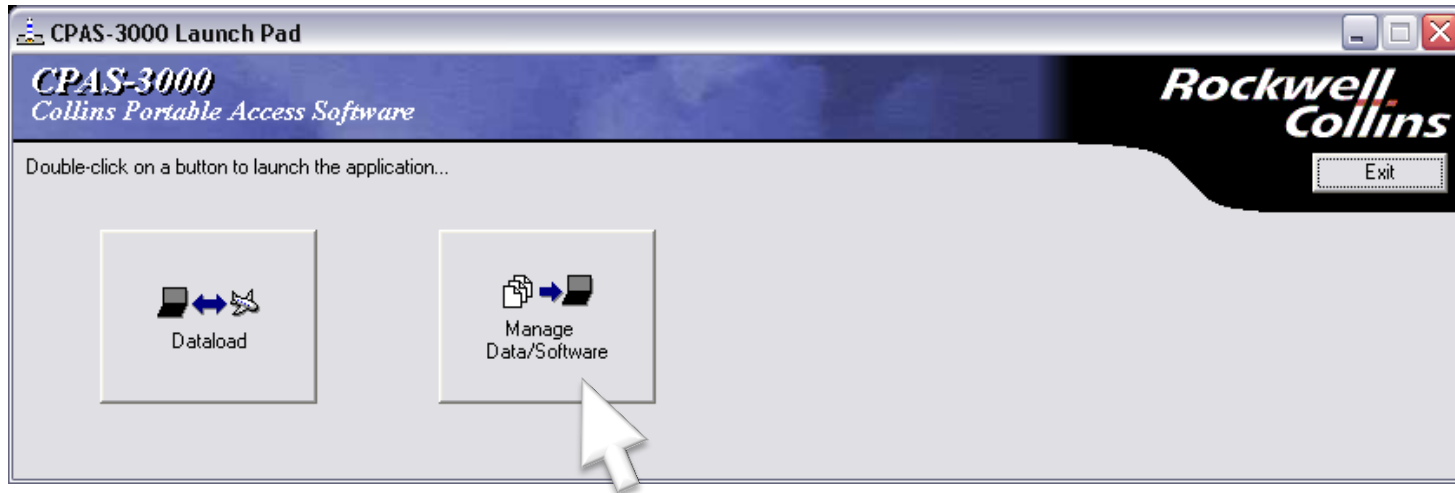 CPAS-3000 Launch Pad
CPAS-3000
Collins Portable Access Software
Rockwell
Collins
Double-click on a button to launch the application...
Exit
Dataload
Manage
Data/Software